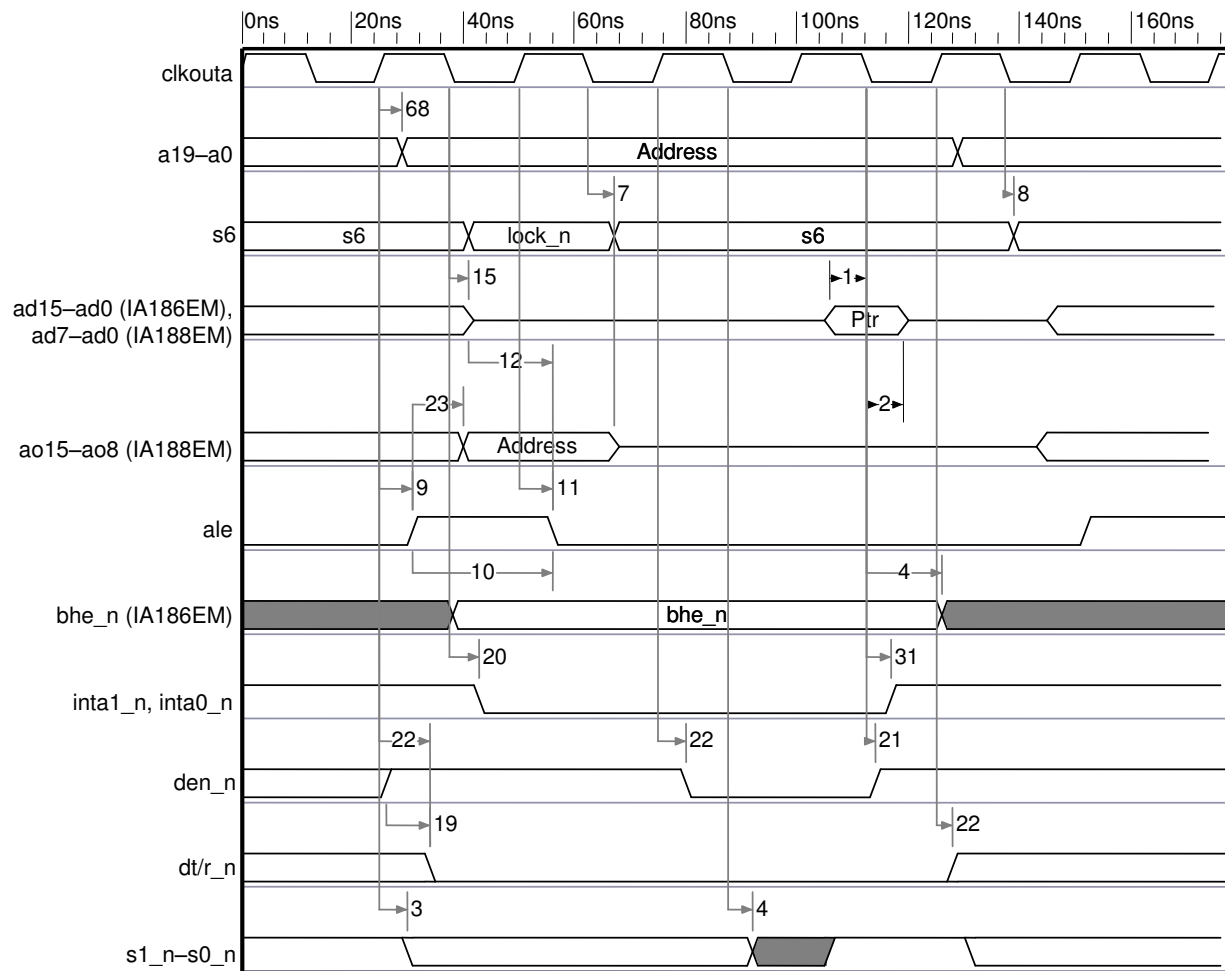 0ns 20ns 40ns 60ns 80ns 100ns 120ns 140ns 160ns
clkouta
68
a19–a0 Address
7 8
s6 s6 lock_n s6
15 1
ad15–ad0 (IA186EM),
ad7–ad0 (IA188EM) Ptr
12
23 2
ao15–ao8 (IA188EM) Address
9 11
ale
10 4
bhe_n (IA186EM) bhe_n
20 31
inta1_n, inta0_n
22 22 21
den_n
19 22
dt/r_n
3 4
s1_n–s0_n